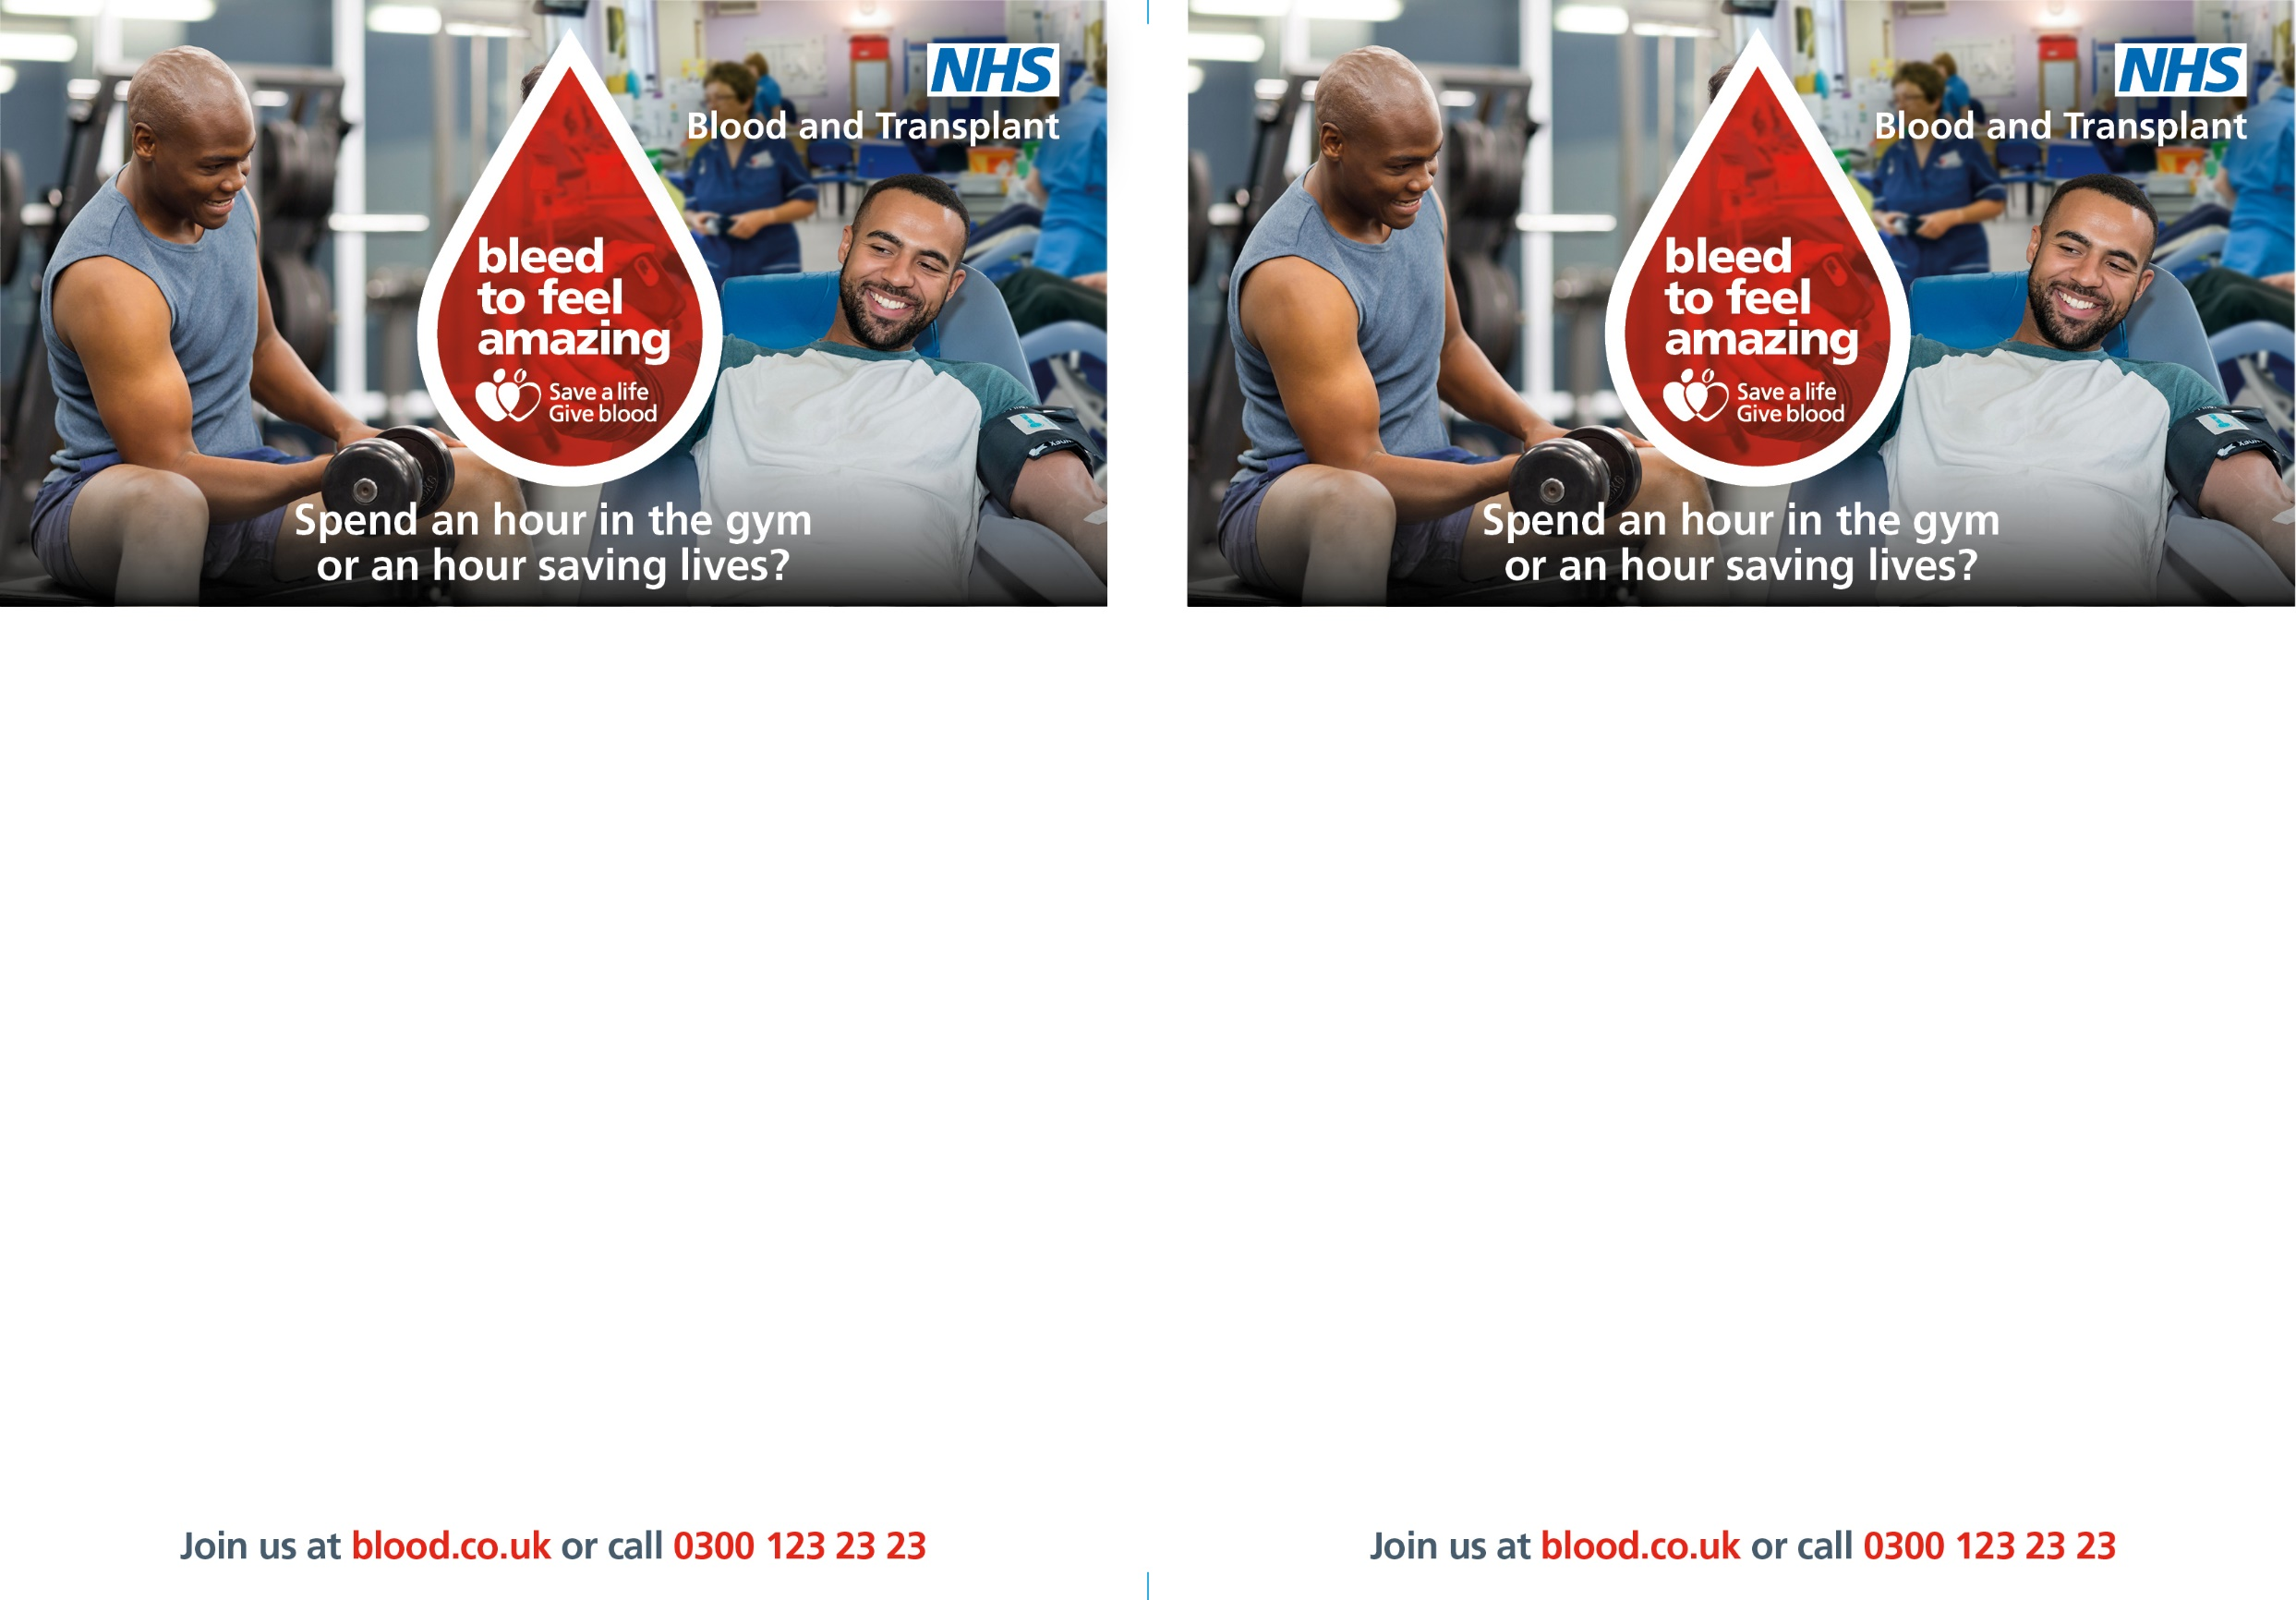 NHS
Blood and Transplant
bleed
to feel
amazing
Save a life
Give blood
Spend an hour in the gym
or an hour saving lives?
Join us at blood.co.uk or call 0300 123 23 23
NHS
Blood and Transplant
bleed
to feel
amazing
Save a life
Give blood
Spend an hour in the gym
or an hour saving lives?
Join us at blood.co.uk or call 0300 123 23 23